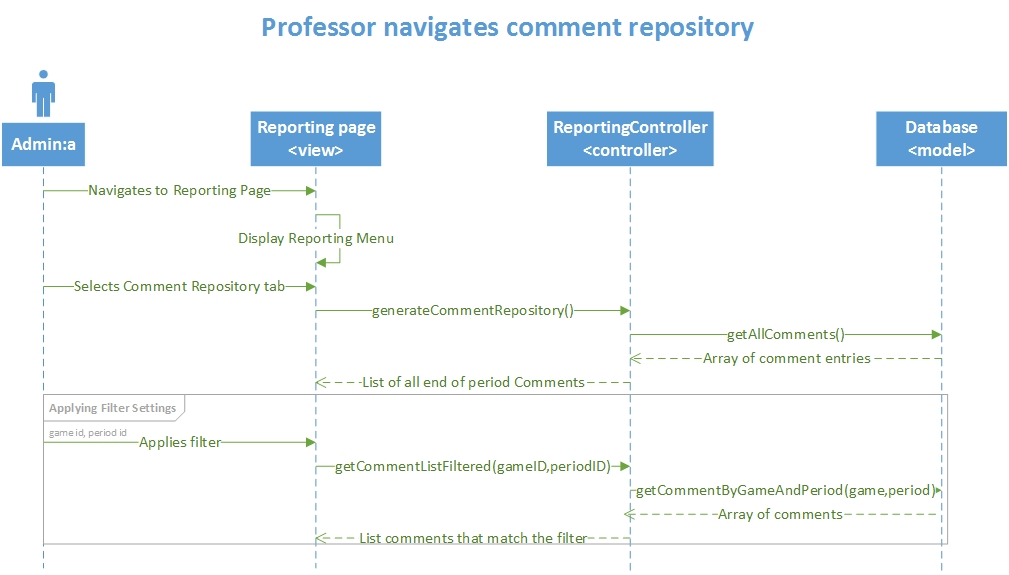 Professor navigates comment repository
Admin:a
Reporting page
<view>
ReportingController
<controller>
Database
<model>
Navigates to Reporting Page
Display Reporting Menu
Selects Comment Repository tab
generateCommentRepository()
getAllComments()
Array of comment entries
List of all end of period Comments
Applying Filter Settings
game id, period id
Applies filter
getCommentListFiltered(gameID,periodID)
getCommentByGameAndPeriod(game,period)
Array of comments
List comments that match the filter